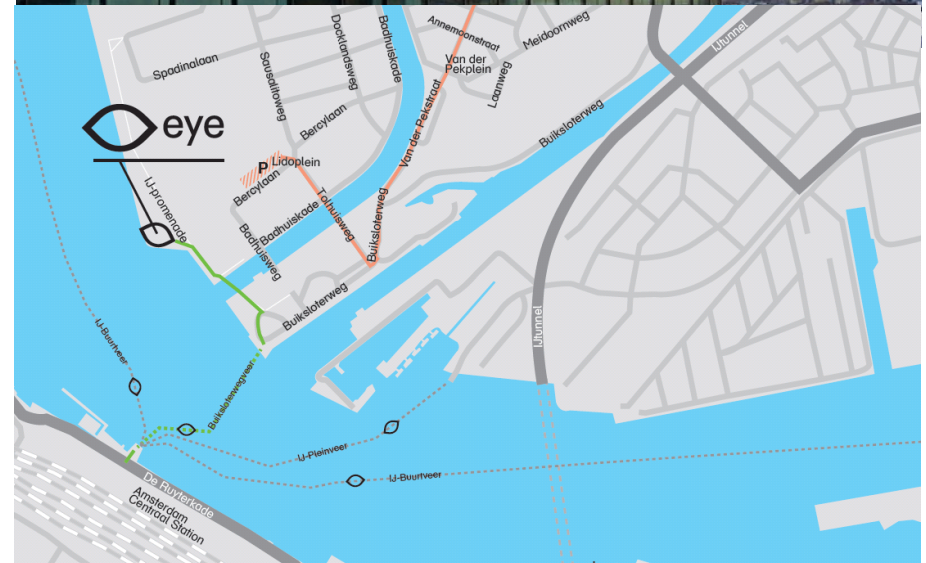 Spadinalaan
Sausalitoweg
Docklandsweg
Badhuiskade
Annemoonstraat
Meidoornweg
Van der
Pekplein
Laanweg
IJtunnel
eye
Bercylaan
Van der Pekstraat
Buiksloterweg
P
Lidoplein
Bercylaan
IJ-promenade
Tolhuisweg
Badhuiskade
Badhuisweg
Buiksloterweg
Buiksloterweg
IJ-Buurtveer
Buiksloterwegveer
IJtunnel
IJ-Pleinveer
IJ-Buurtveer
De Ruyterkade
Amsterdam
Centraal Station